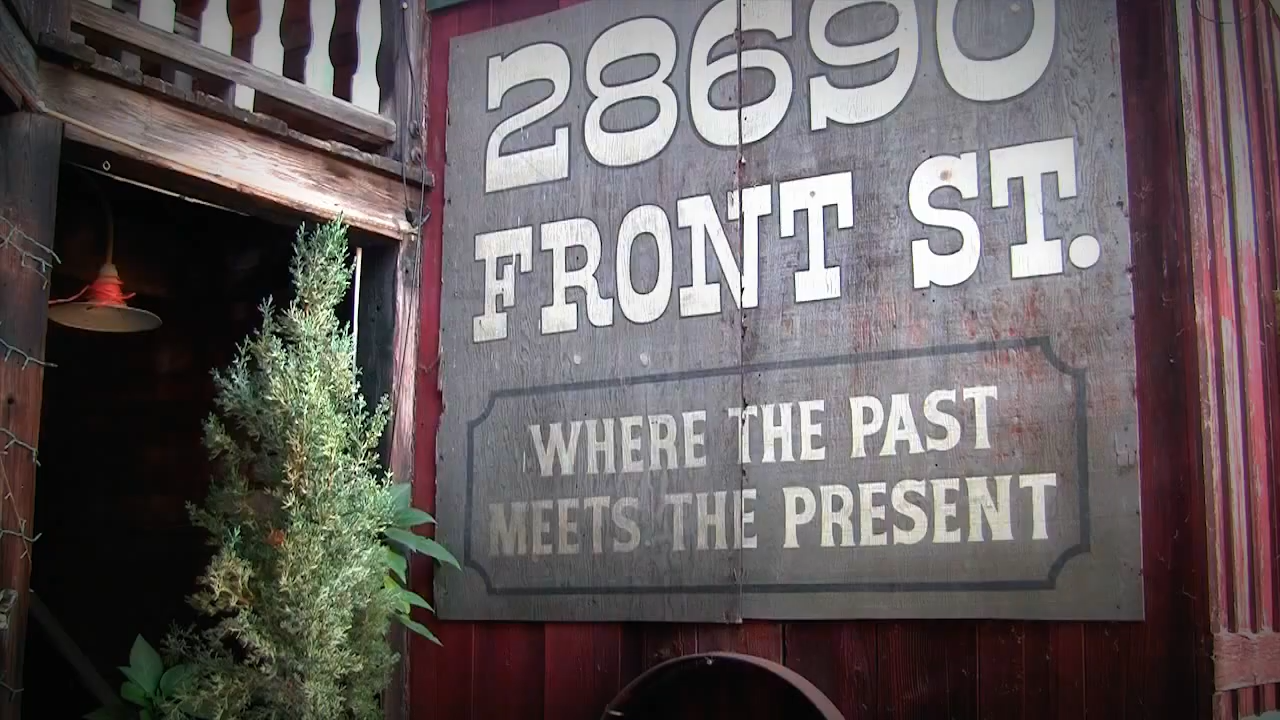 28690
FRONT ST.
WHERE THE PAST
MEETS THE PRESENT